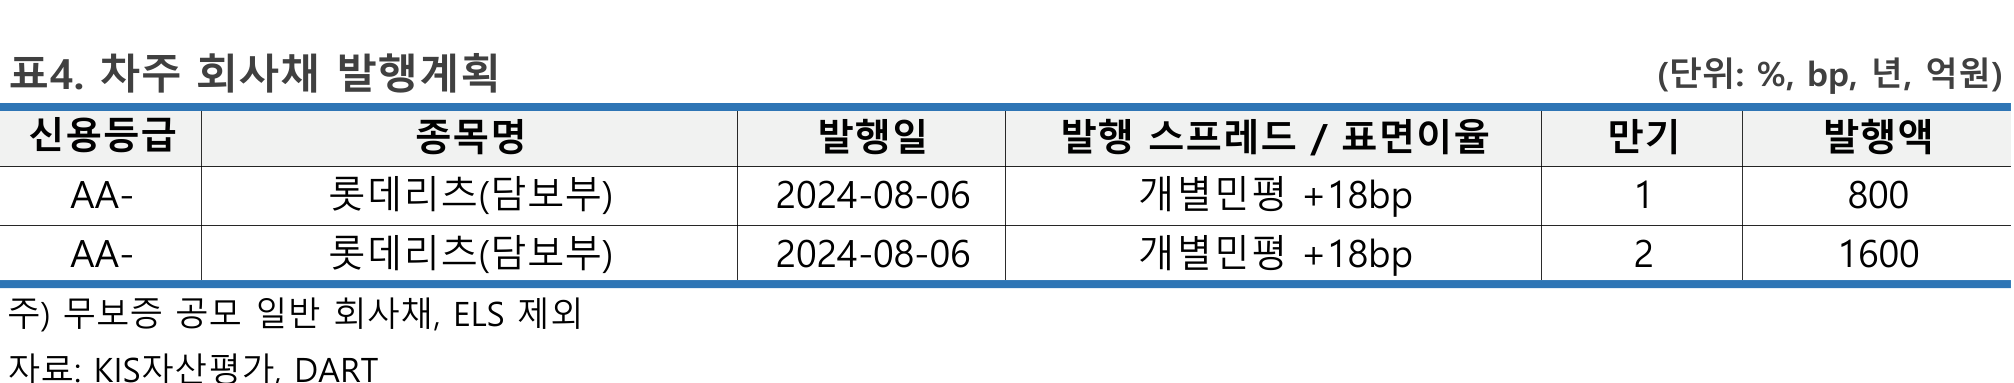 표4. 차주 회사채 발행계획 (단위: %, bp, 년, 억원)
신용등급 종목명 발행일 발행 스프레드 / 표면이율 만기 발행액
AA- 롯데리츠(담보부) 2024-08-06 개별민평 +18bp 1 800
AA- 롯데리츠(담보부) 2024-08-06 개별민평 +18bp 2 1600
주) 무보증 공모 일반 회사채, ELS 제외
자료: KIS자산평가, DART